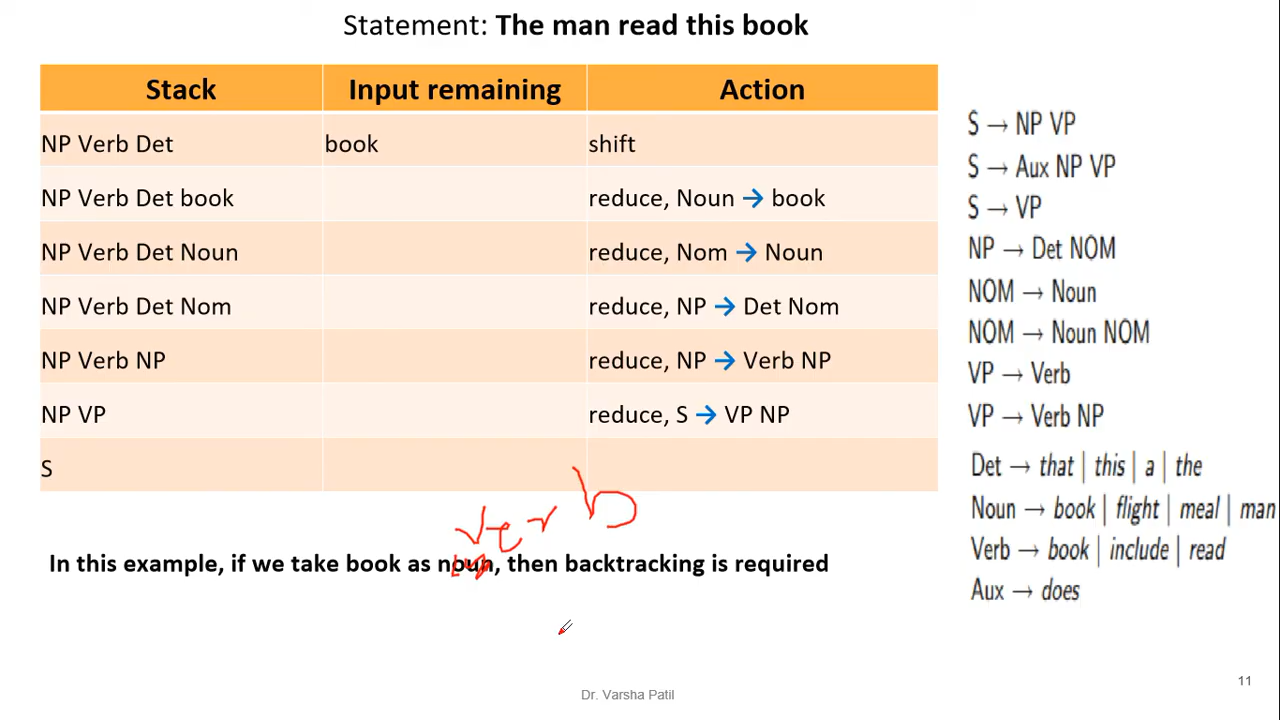 Statement: The man read this book
Stack Input remaining Action
NP Verb Det book shift
NP Verb Det book reduce, Noun → book
NP Verb Det Noun reduce, Nom → Noun
NP Verb Det Nom reduce, NP → Det Nom
NP Verb NP reduce, NP → Verb NP
NP VP reduce, S → VP NP
S
S → NP VP
S → Aux NP VP
S → VP
NP → Det NOM
NOM → Noun
NOM → Noun NOM
VP → Verb
VP → Verb NP
Det → that | this | a | the
Noun → book | flight | meal | man
Verb → book | include | read
Aux → does
verb
In this example, if we take book as noun, then backtracking is required
Dr. Varsha Patil
11